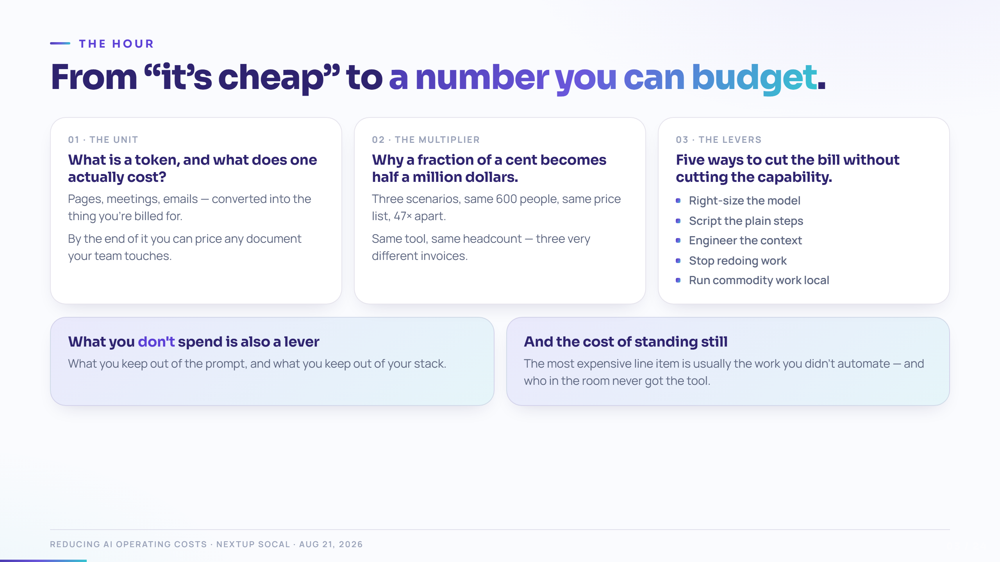 THE HOUR
From “it’s cheap” to a number you can budget.
01 · THE UNIT
What is a token, and what does one
actually cost?
Pages, meetings, emails — converted into the
thing you’re billed for.
By the end of it you can price any document
your team touches.
02 · THE MULTIPLIER
Why a fraction of a cent becomes
half a million dollars.
Three scenarios, same 600 people, same price
list, 47× apart.
Same tool, same headcount — three very
different invoices.
03 · THE LEVERS
Five ways to cut the bill without
cutting the capability.
Right-size the model
Script the plain steps
Engineer the context
Stop redoing work
Run commodity work local
What you don't spend is also a lever
What you keep out of the prompt, and what you keep out of your stack.
And the cost of standing still
The most expensive line item is usually the work you didn’t automate — and
who in the room never got the tool.
REDUCING AI OPERATING COSTS · NEXTUP SOCAL · AUG 21, 2026